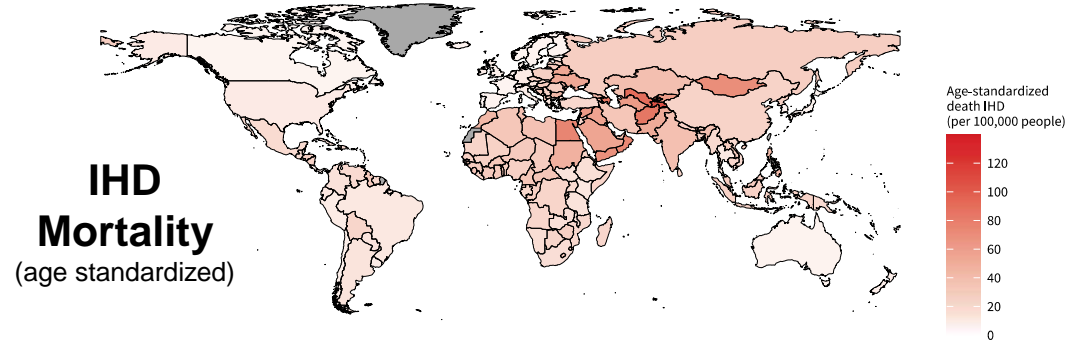 IHD
Mortality
(age standardized)
Age-standardized
death IHD
(per 100,000 people)
120
100
80
60
40
20
0